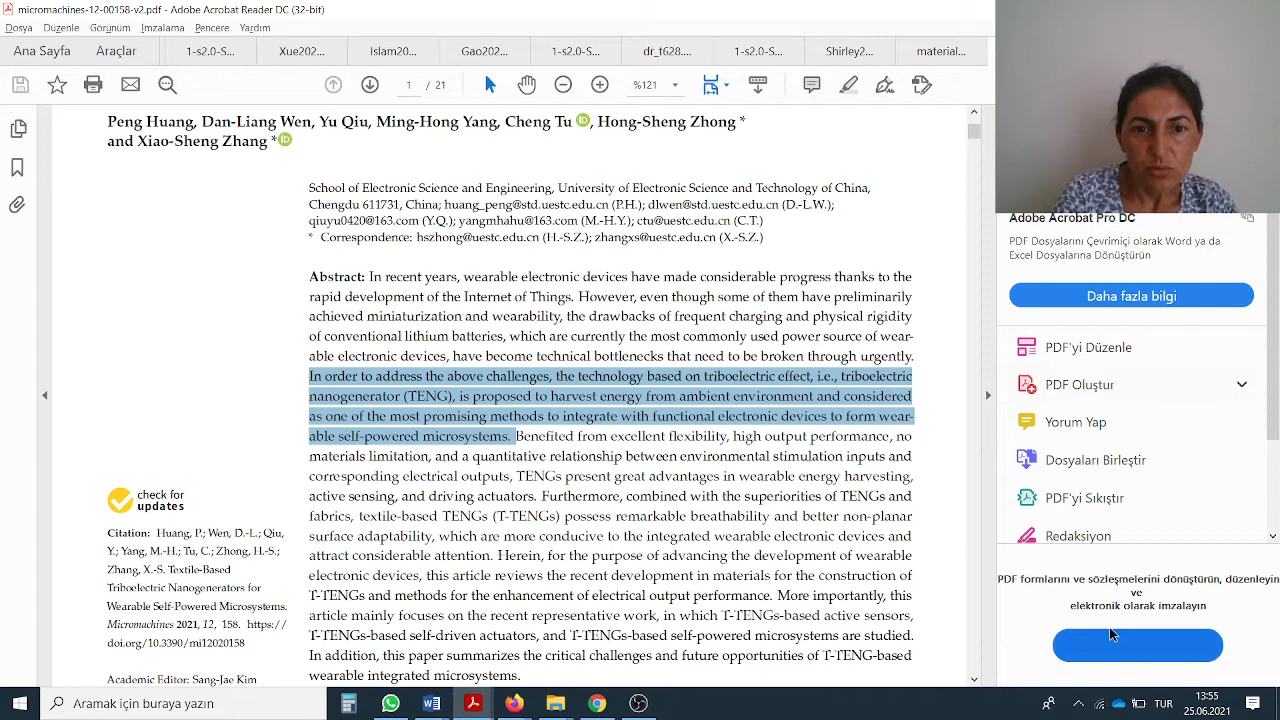 micromachines-12-00158-v2.pdf - Adobe Acrobat Reader DC (32-bit)
Dosya Düzenle Görünüm İmzalama Pencere Yardım
Ana Sayfa Araçlar 1-s2.0-S... Xue202... Islam20... Gao202... 1-s2.0-S... dr_t628... 1-s2.0-S... Shirley2... material...
1 / 21 %121
Peng Huang, Dan-Liang Wen, Yu Qiu, Ming-Hong Yang, Cheng Tu iD, Hong-Sheng Zhong *
and Xiao-Sheng Zhang * iD
School of Electronic Science and Engineering, University of Electronic Science and Technology of China,
Chengdu 611731, China; huang_peng@std.uestc.edu.cn (P.H.); dlwen@std.uestc.edu.cn (D.-L.W.);
qiuyu0420@163.com (Y.Q.); yangmhahu@163.com (M.-H.Y.); ctu@uestc.edu.cn (C.T.)
* Correspondence: hszhong@uestc.edu.cn (H.-S.Z.); zhangxs@uestc.edu.cn (X.-S.Z.)
Abstract: In recent years, wearable electronic devices have made considerable progress thanks to the
rapid development of the Internet of Things. However, even though some of them have preliminarily
achieved miniaturization and wearability, the drawbacks of frequent charging and physical rigidity
of conventional lithium batteries, which are currently the most commonly used power source of wear-
able electronic devices, have become technical bottlenecks that need to be broken through urgently.
In order to address the above challenges, the technology based on triboelectric effect, i.e., triboelectric
nanogenerator (TENG), is proposed to harvest energy from ambient environment and considered
as one of the most promising methods to integrate with functional electronic devices to form wear-
able self-powered microsystems. Benefited from excellent flexibility, high output performance, no
materials limitation, and a quantitative relationship between environmental stimulation inputs and
corresponding electrical outputs, TENGs present great advantages in wearable energy harvesting,
active sensing, and driving actuators. Furthermore, combined with the superiorities of TENGs and
fabrics, textile-based TENGs (T-TENGs) possess remarkable breathability and better non-planar
surface adaptability, which are more conducive to the integrated wearable electronic devices and
attract considerable attention. Herein, for the purpose of advancing the development of wearable
electronic devices, this article reviews the recent development in materials for the construction of
T-TENGs and methods for the enhancement of electrical output performance. More importantly, this
article mainly focuses on the recent representative work, in which T-TENGs-based active sensors,
T-TENGs-based self-driven actuators, and T-TENGs-based self-powered microsystems are studied.
In addition, this paper summarizes the critical challenges and future opportunities of T-TENG-based
wearable integrated microsystems.
check for
updates
Citation: Huang, P.; Wen, D.-L.; Qiu,
Y.; Yang, M.-H.; Tu, C.; Zhong, H.-S.;
Zhang, X.-S. Textile-Based
Triboelectric Nanogenerators for
Wearable Self-Powered Microsystems.
Micromachines 2021, 12, 158. https://
doi.org/10.3390/mi12020158
Academic Editor: Sang-Jae Kim
Adobe Acrobat Pro DC
PDF Dosyalarını Çevrimiçi olarak Word ya da
Excel Dosyalarına Dönüştürün
Daha fazla bilgi
PDF'yi Düzenle
PDF Oluştur
Yorum Yap
Dosyaları Birleştir
PDF'yi Sıkıştır
Redaksiyon
PDF formlarını ve sözleşmelerini dönüştürün, düzenleyin
ve
elektronik olarak imzalayın
Aramak için buraya yazın
TUR
13:55
25.06.2021